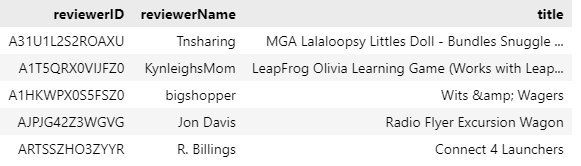 reviewerID reviewerName title
A31U1L2S2ROAXU Tnsharing MGA Lalaloopsy Littles Doll - Bundles Snuggle ...
A1T5QRX0VIJFZ0 KynleighsMom LeapFrog Olivia Learning Game (Works with Leap...
A1HKWPX0S5FSZ0 bigshopper Wits &amp; Wagers
AJPJG42Z3WGVG Jon Davis Radio Flyer Excursion Wagon
ARTSSZHO3ZYYR R. Billings Connect 4 Launchers